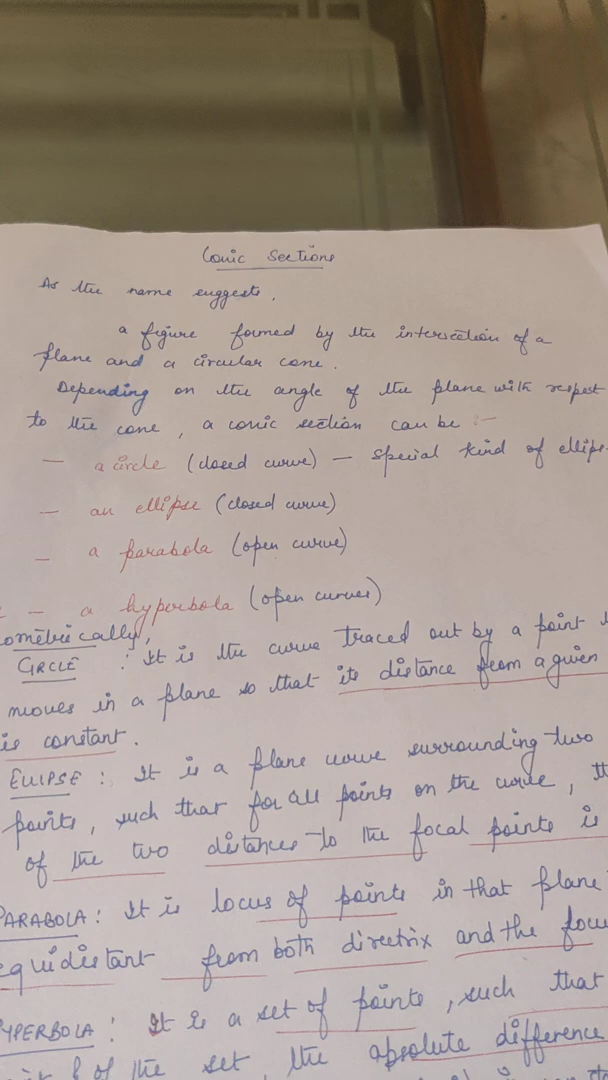 Conic Sections
As the name suggests,
a figure formed by the intersection of a
plane and a circular cone.
Depending on the angle of the plane with respect
to the cone, a conic section can be :-
— a circle (closed curve) — special kind of ellips
— an ellipse (closed curve)
— a parabola (open curve)
— a hyperbola (open curves)
ometrically,
CIRCLE : It is the curve traced out by a point
moves in a plane so that its distance from a given
is constant.
ELLIPSE : It is a plane curve surrounding two
points, such that for all points on the curve, th
of the two distances to the focal points is
PARABOLA : It is locus of points in that plane
equidistant from both directrix and the focu
YPERBOLA : It is a set of points, such that
of the set, the absolute difference